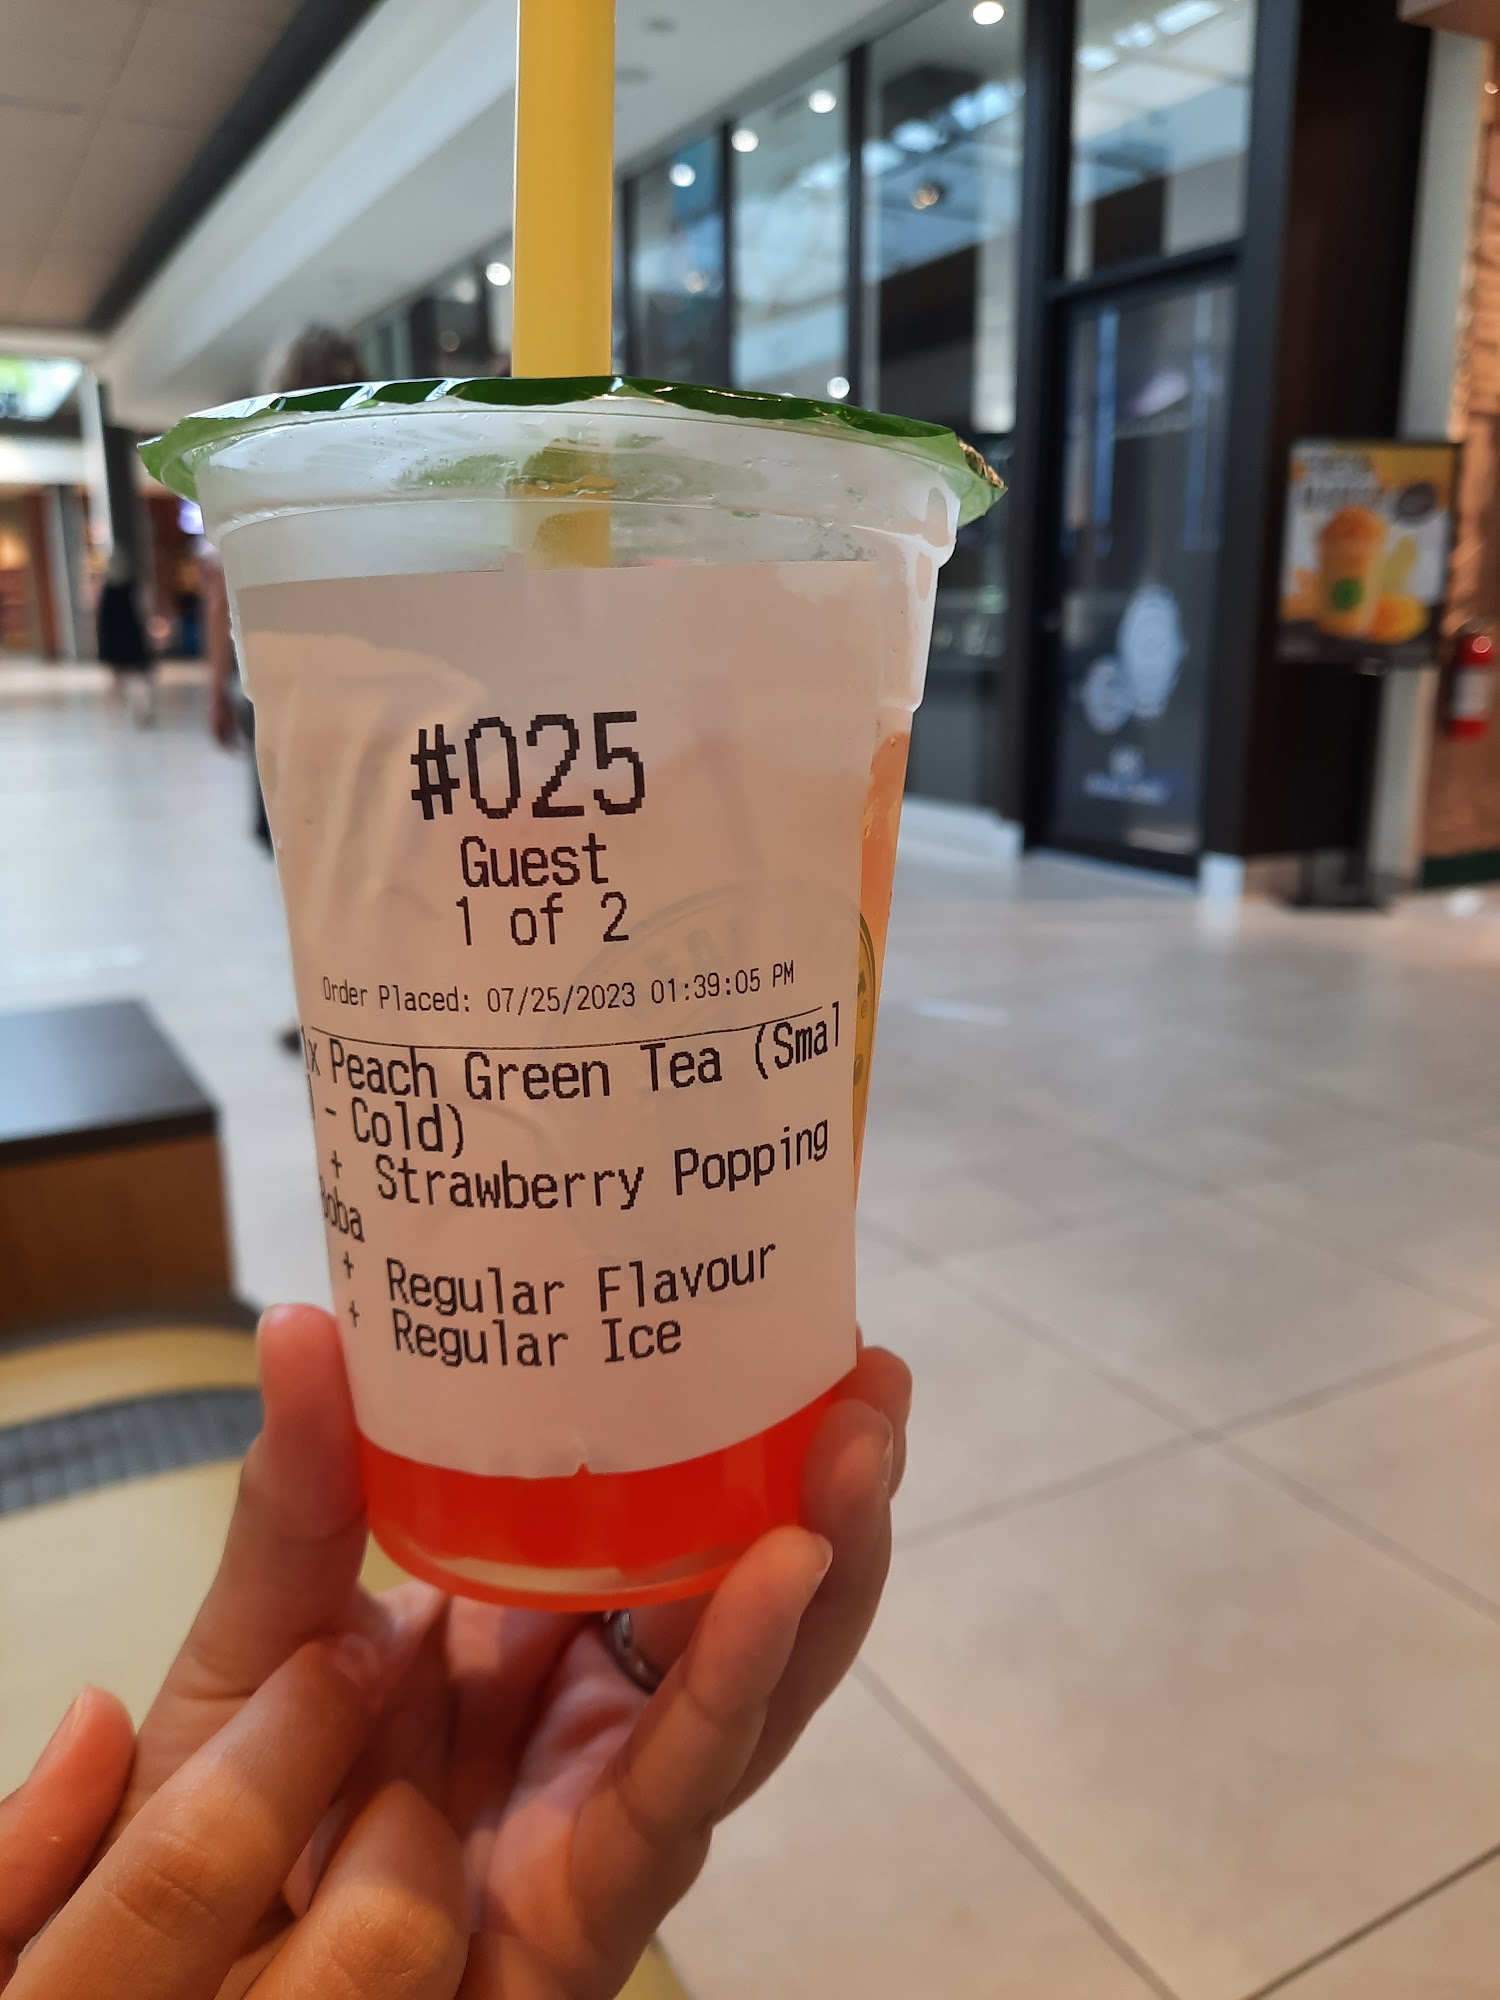 #025
Guest
1 of 2
Order Placed: 07/25/2023 01:39:05 PM
1x Peach Green Tea (Smal
l - Cold)
+ Strawberry Popping
Boba
+ Regular Flavour
+ Regular Ice